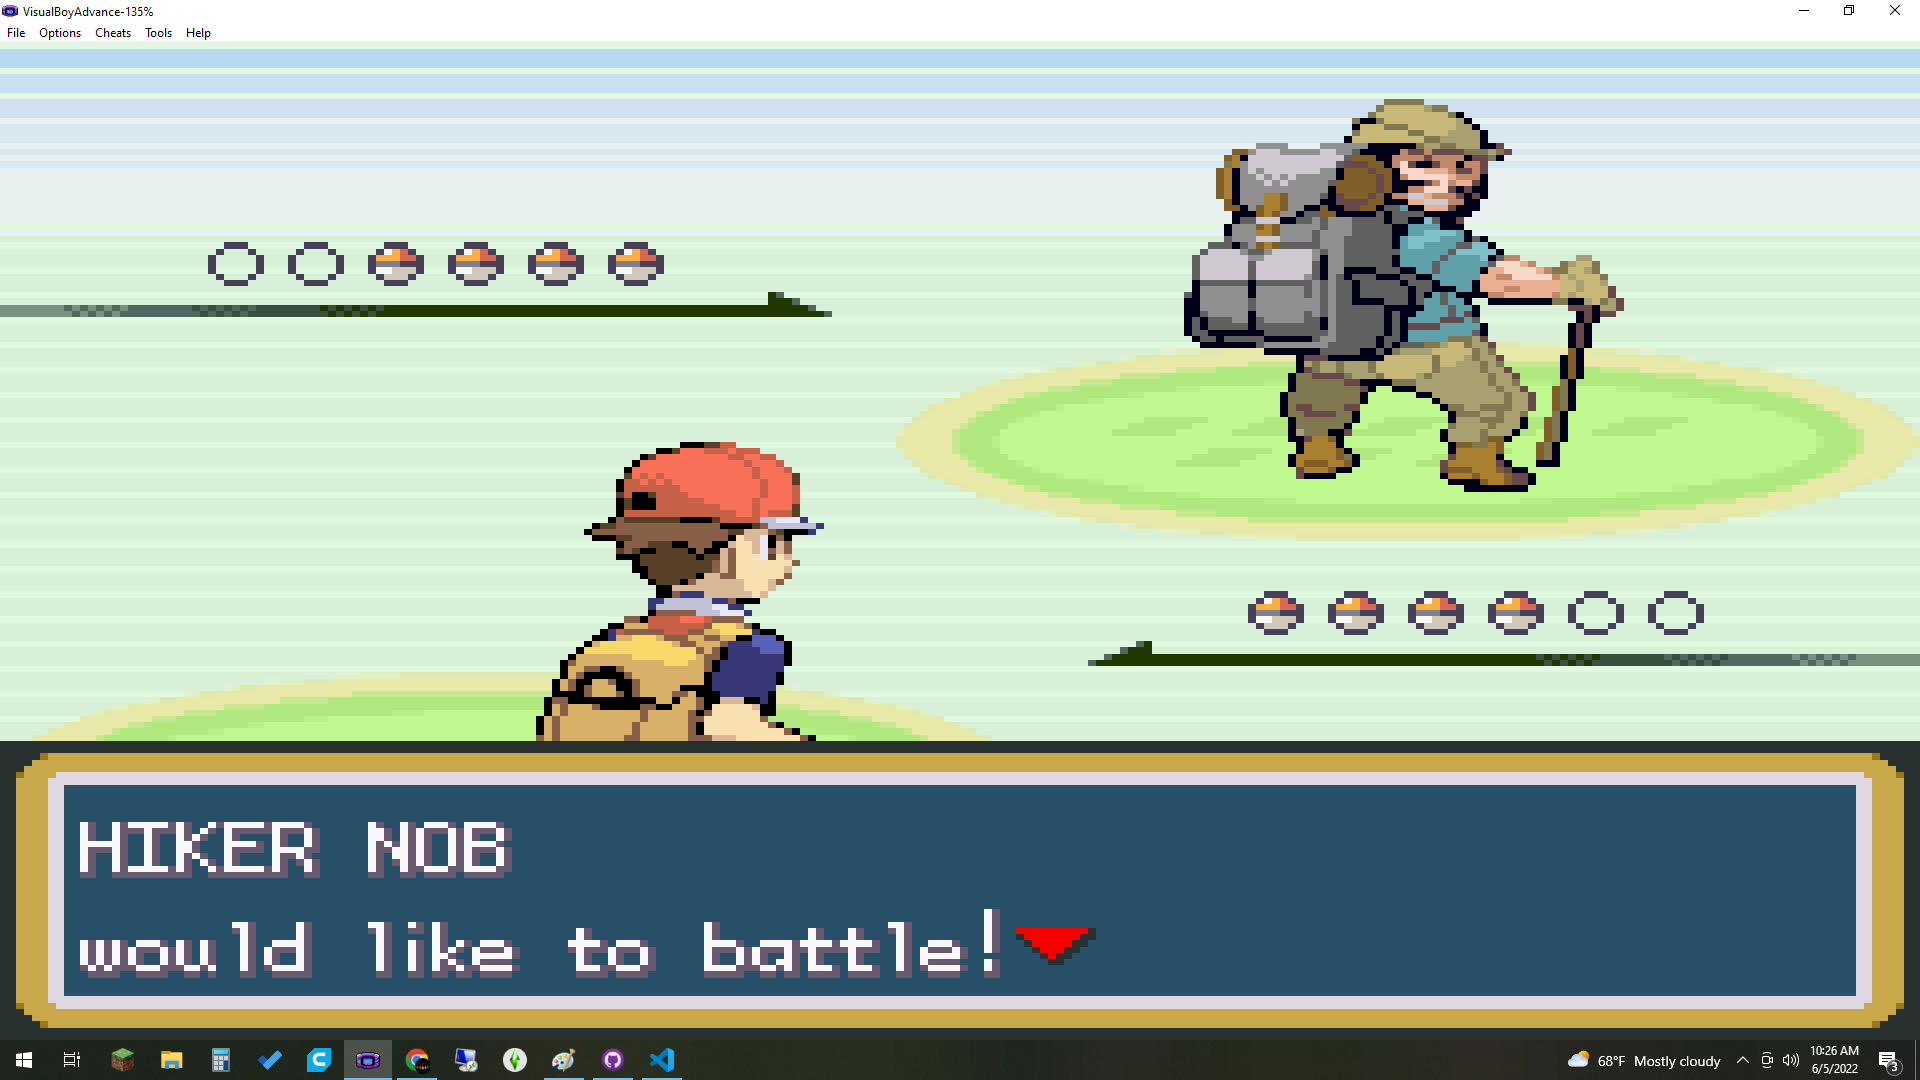 VisualBoyAdvance-135%
File Options Cheats Tools Help
HIKER NOB
would like to battle!
68°F Mostly cloudy
10:26 AM
6/5/2022
3